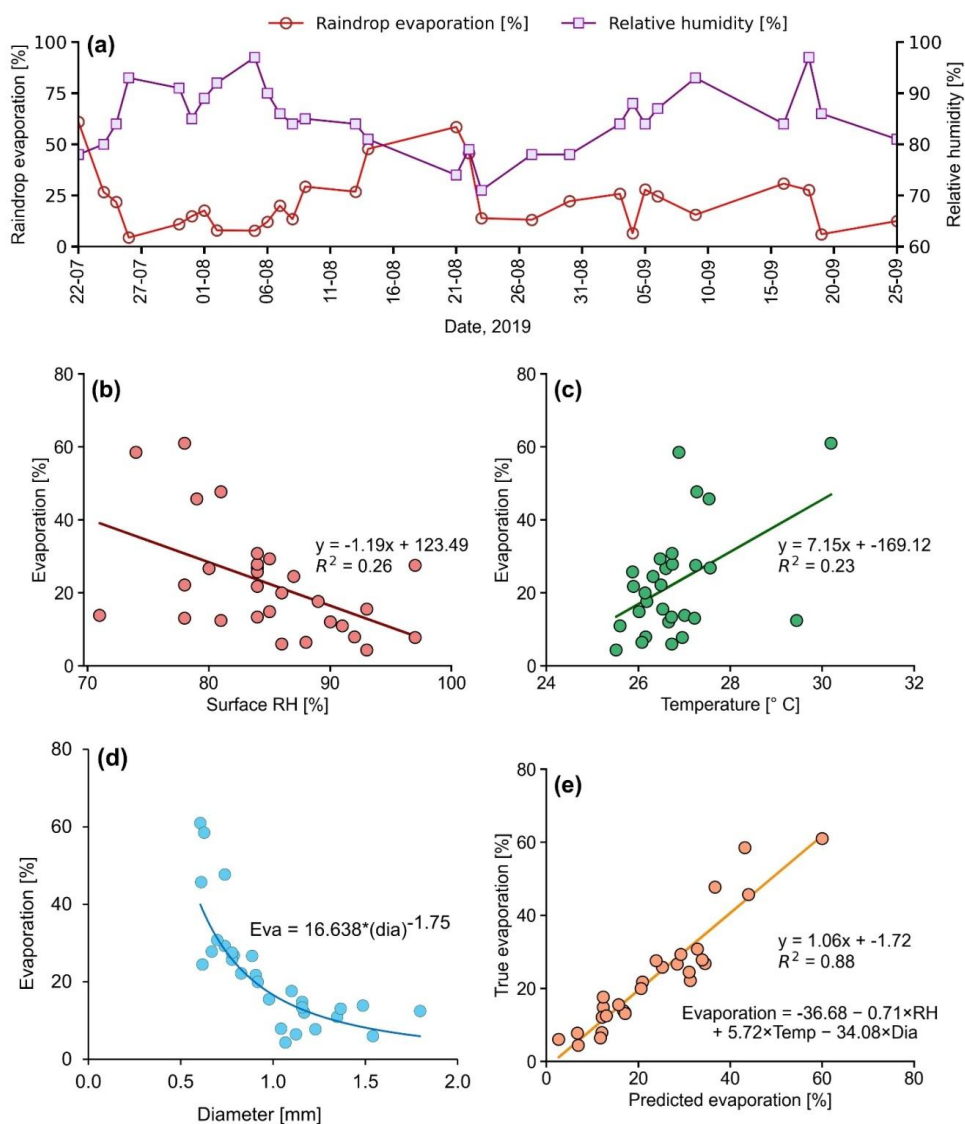 Raindrop evaporation [%] Relative humidity [%]
(a)
Raindrop evaporation [%]
100
75
50
25
0
Relative humidity [%]
100
90
80
70
60
22-07 27-07 01-08 06-08 11-08 16-08 21-08 26-08 31-08 05-09 10-09 15-09 20-09 25-09
Date, 2019
(b)
Evaporation [%]
80
60
40
20
0
y = -1.19x + 123.49
R² = 0.26
70 80 90 100
Surface RH [%]
(c)
Evaporation [%]
80
60
40
20
0
y = 7.15x + -169.12
R² = 0.23
24 26 28 30 32
Temperature [° C]
(d)
Evaporation [%]
80
60
40
20
0
Eva = 16.638*(dia)⁻¹·⁷⁵
0.0 0.5 1.0 1.5 2.0
Diameter [mm]
(e)
True evaporation [%]
80
60
40
20
0
y = 1.06x + -1.72
R² = 0.88
Evaporation = -36.68 − 0.71×RH
+ 5.72×Temp − 34.08×Dia
0 20 40 60 80
Predicted evaporation [%]